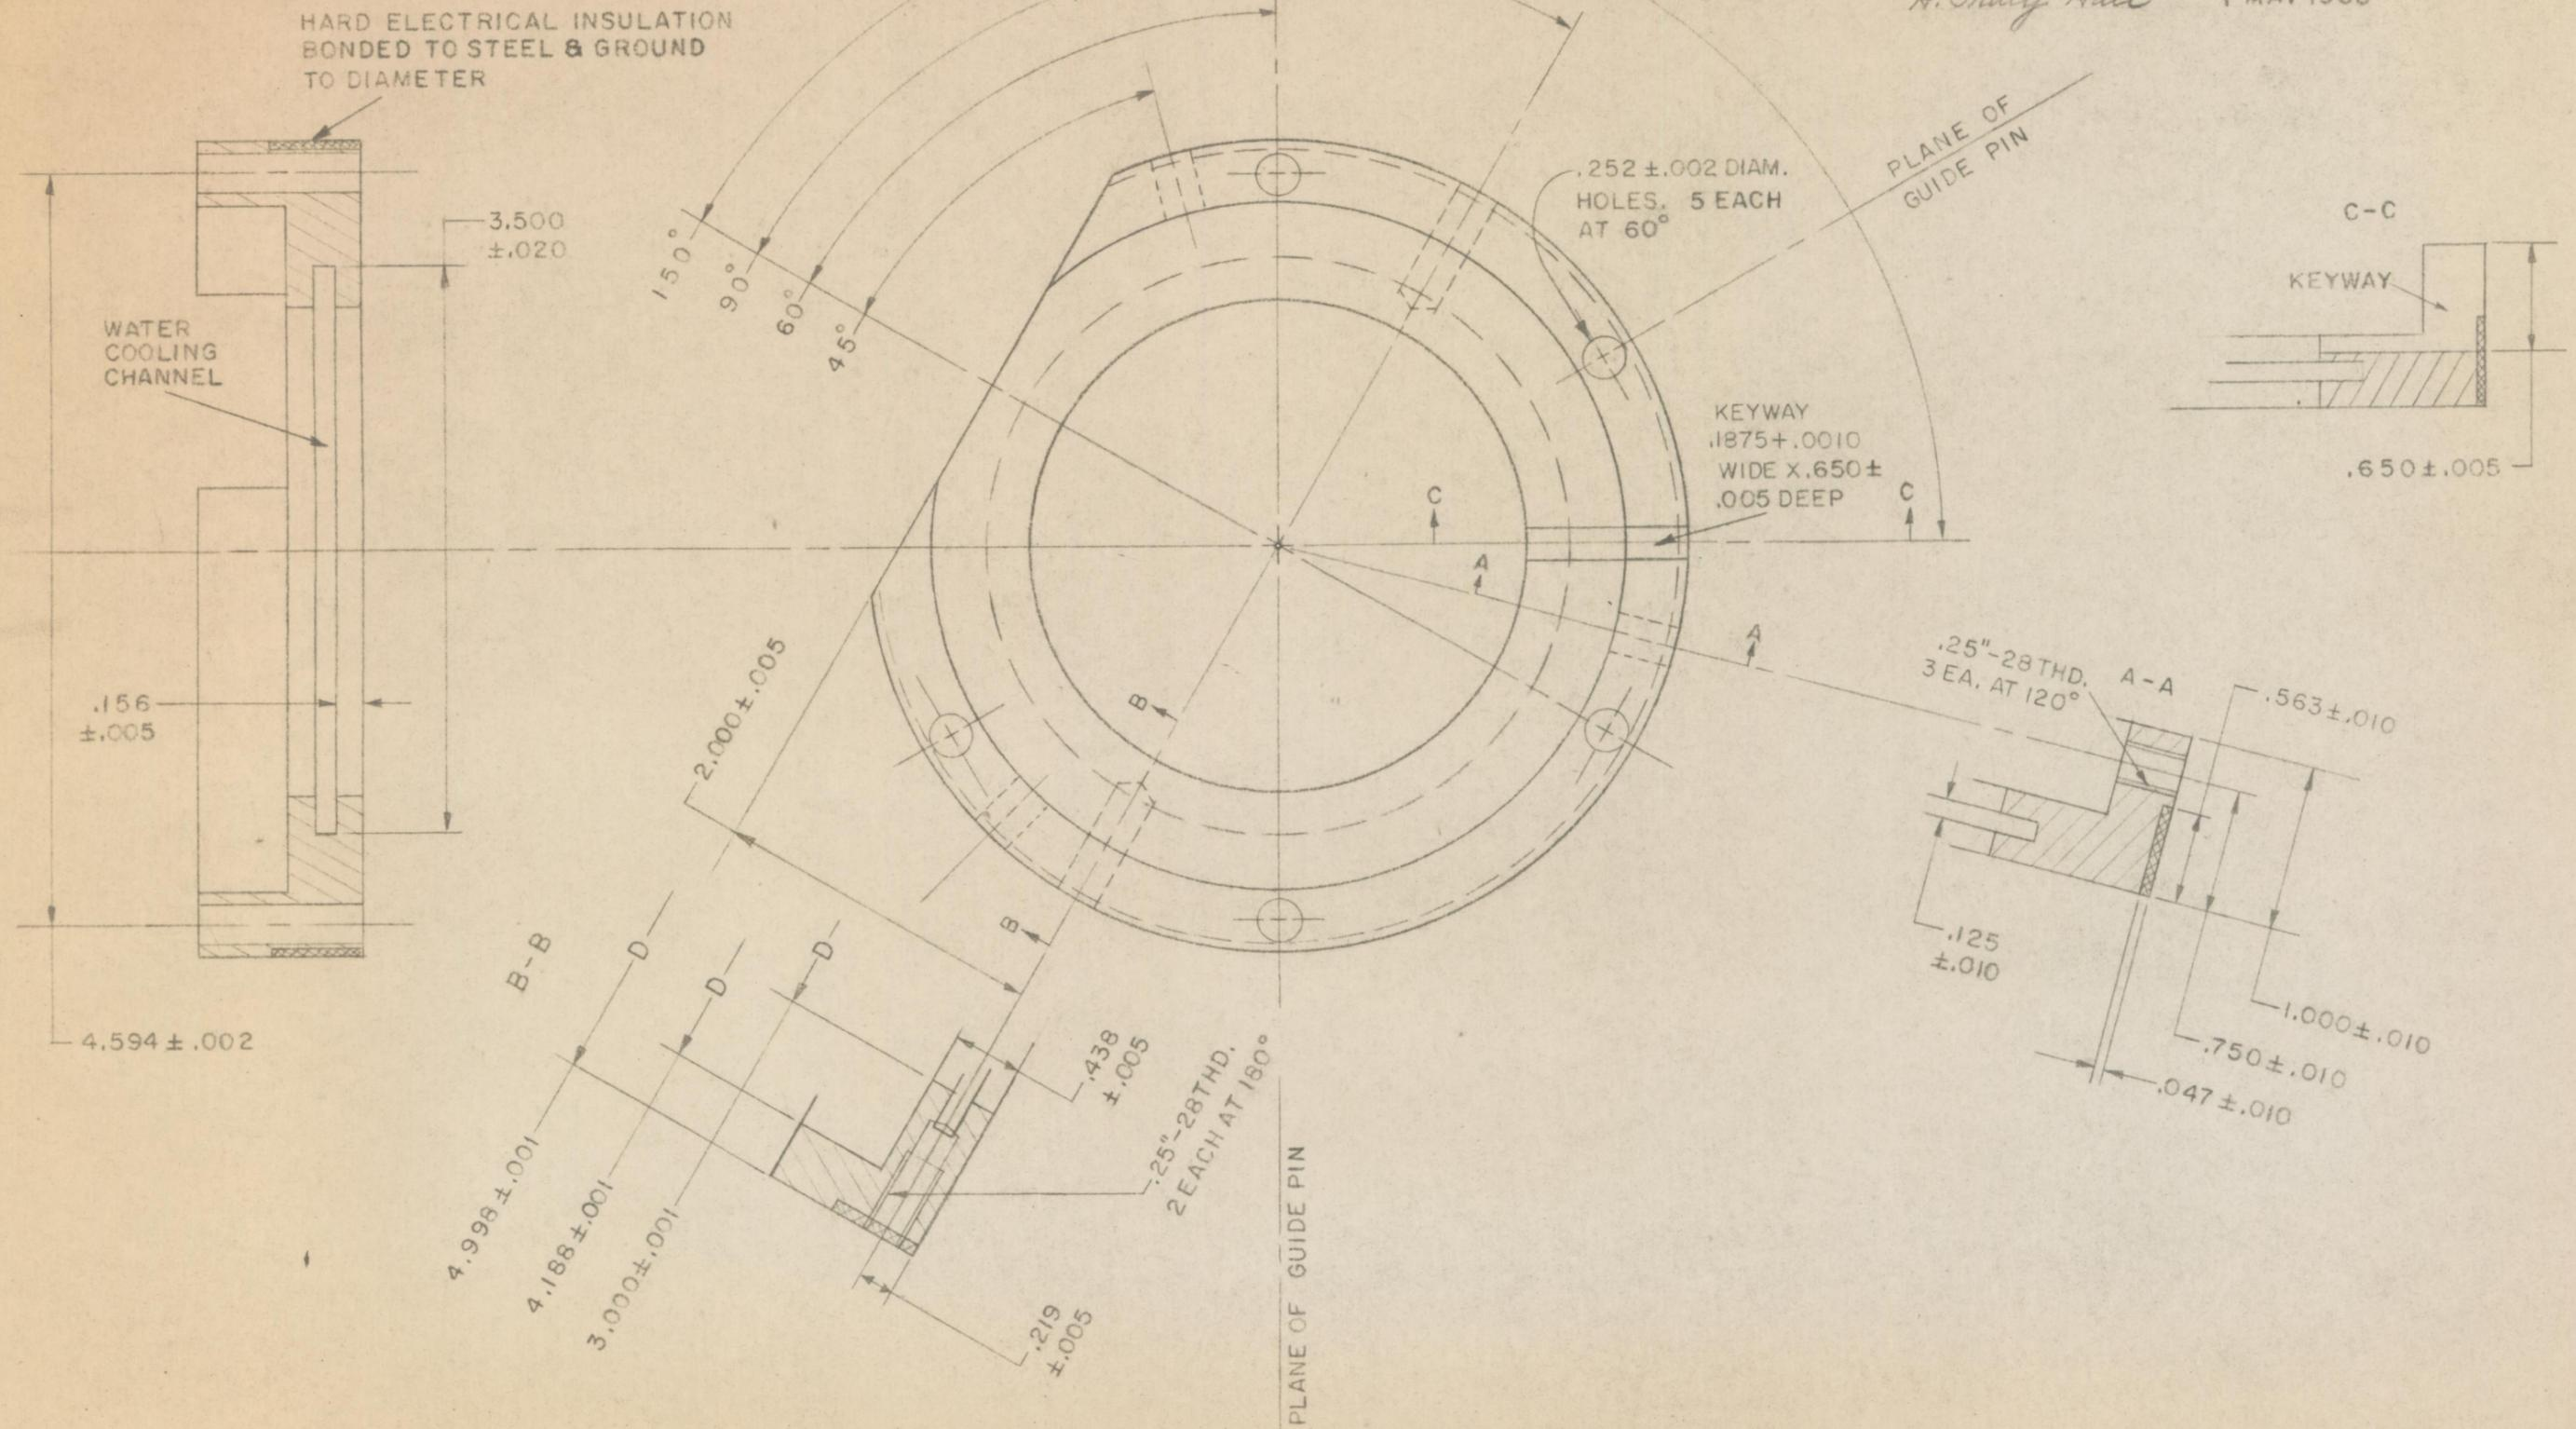 HARD ELECTRICAL INSULATION
BONDED TO STEEL & GROUND
TO DIAMETER
3.500
±.020
WATER
COOLING
CHANNEL
.156
±.005
4.594±.002
150°
90°
60°
45°
.252±.002 DIAM.
HOLES. 5 EACH
AT 60°
PLANE OF
GUIDE PIN
C-C
KEYWAY
.650±.005
KEYWAY
.1875+.0010
WIDE X.650±
.005 DEEP
C
C
A
A
B
B
2.000±.005
B-B
D
D
D
4.998±.001
4.188±.001
3.000±.001
.438
±.005
.25"-28THD.
2 EACH AT 180°
.219
±.005
PLANE OF GUIDE PIN
.25"-28THD.
3 EA. AT 120°
A-A
.563±.010
.125
±.010
1.000±.010
.750±.010
.047±.010